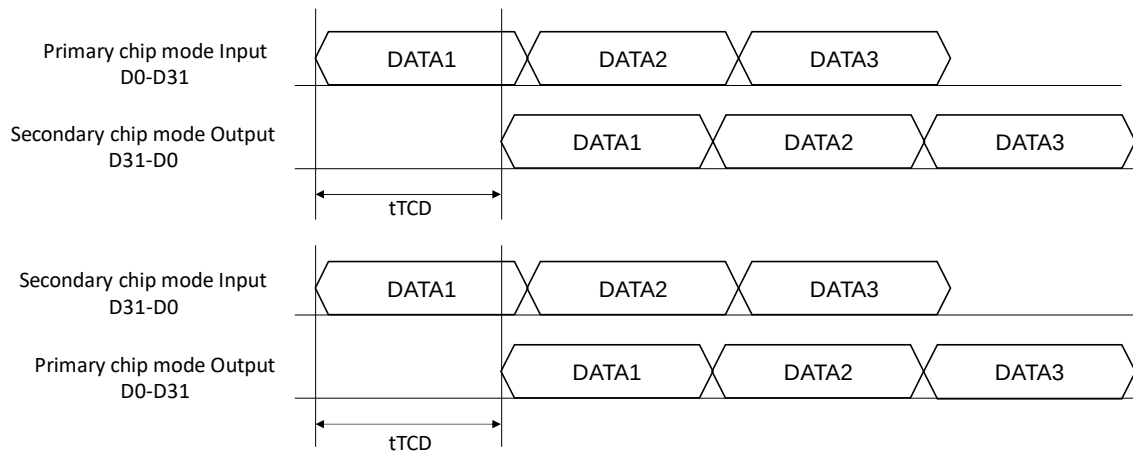 Primary chip mode Input
D0-D31
DATA1 DATA2 DATA3
Secondary chip mode Output
D31-D0
DATA1 DATA2 DATA3
tTCD
Secondary chip mode Input
D31-D0
DATA1 DATA2 DATA3
Primary chip mode Output
D0-D31
DATA1 DATA2 DATA3
tTCD